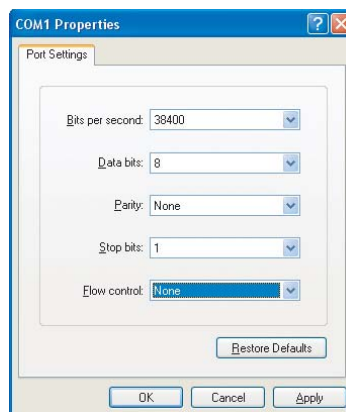 COM1 Properties
Port Settings
Bits per second: 38400
Data bits: 8
Parity: None
Stop bits: 1
Flow control: None
Restore Defaults
OK Cancel Apply